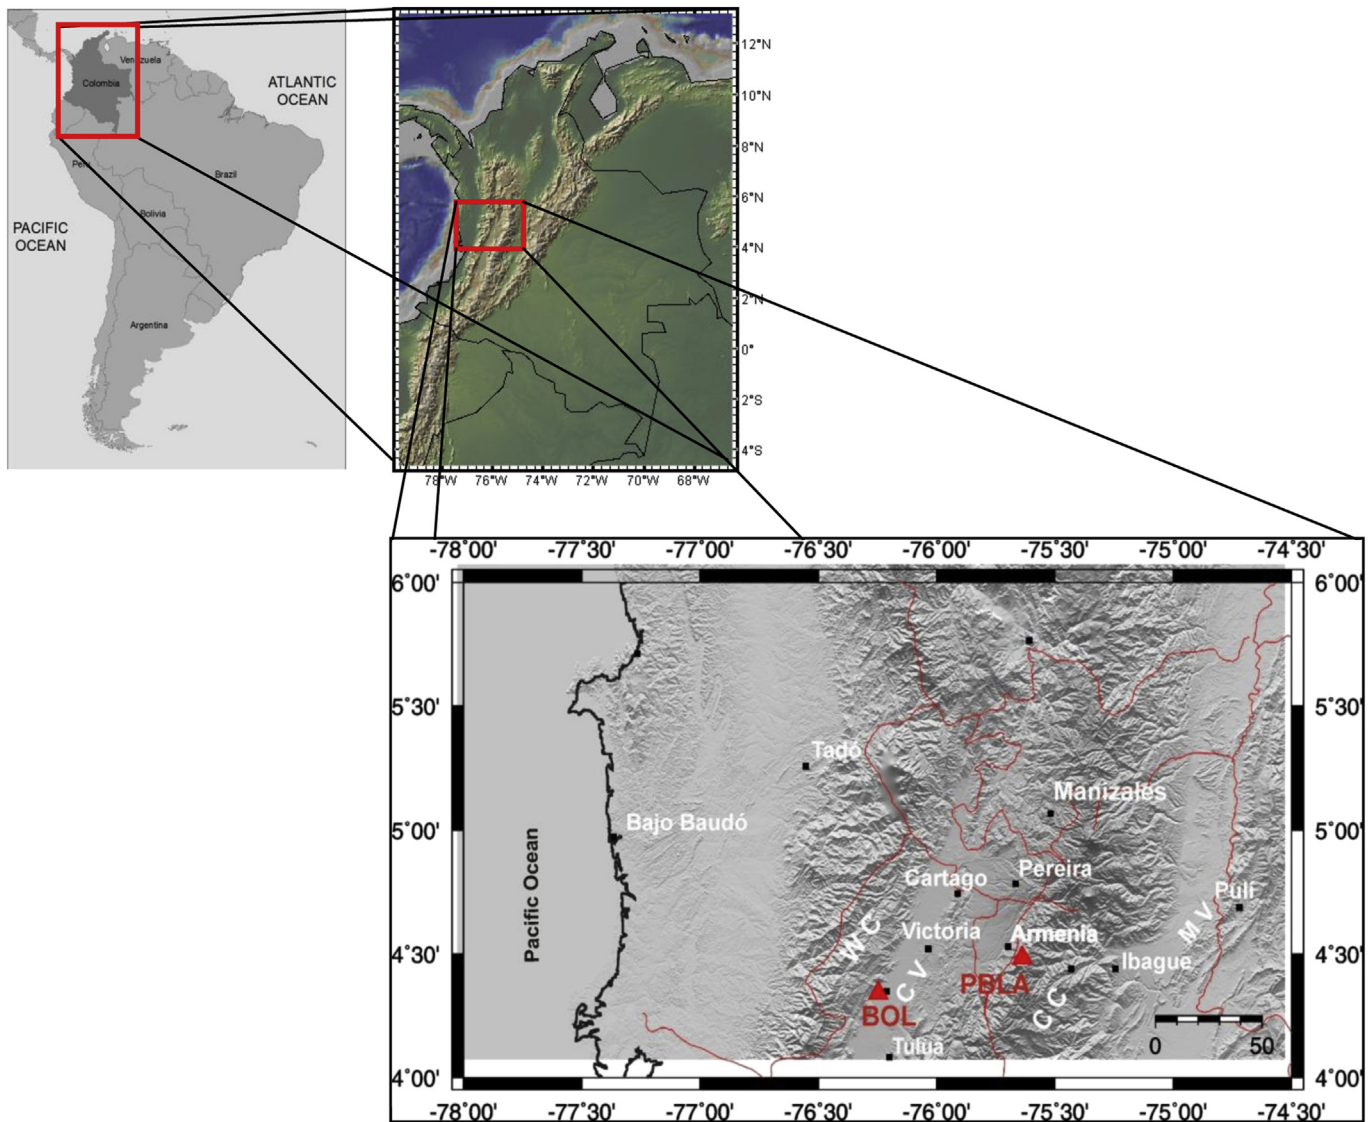 ATLANTIC
OCEAN
Venezuela
Colombia
Peru
Brazil
Bolivia
PACIFIC
OCEAN
Argentina
12°N
10°N
8°N
6°N
4°N
2°N
0°
2°S
4°S
78°W 76°W 74°W 72°W 70°W 68°W
-78°00' -77°30' -77°00' -76°30' -76°00' -75°30' -75°00' -74°30'
6°00' 6°00'
5°30' 5°30'
Tadó
Manizales
5°00' 5°00'
Bajo Baudó
Pacific Ocean
Pereira
Cartago
Pulí
W C
M V
Victoria
Armenia
4°30' 4°30'
Ibague
C V
PBLA
C C
BOL
Tuluá
0 50
4°00' 4°00'
-78°00' -77°30' -77°00' -76°30' -76°00' -75°30' -75°00' -74°30'